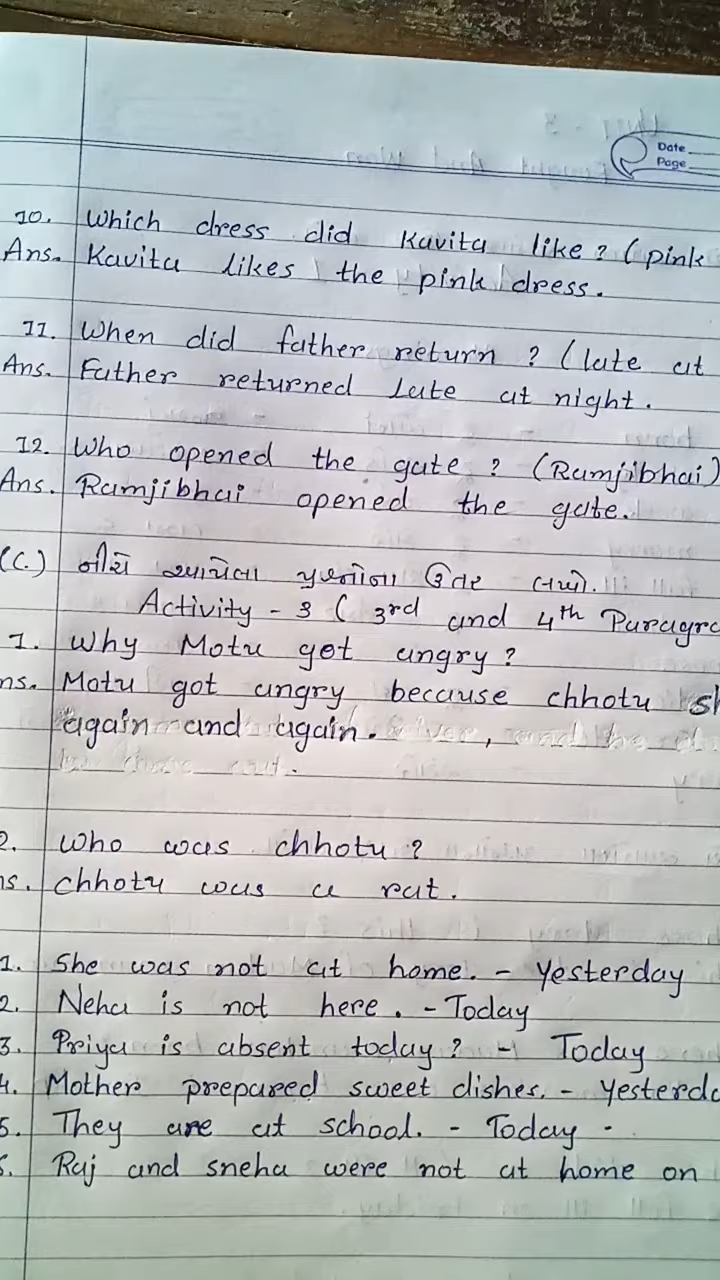 Date
Page
10. Which dress did Kavita like ? (pink
Ans. Kavita likes the pink dress.
11. When did father return ? (late at
Ans. Father returned late at night.
12. Who opened the gate ? (Ramjibhai)
Ans. Ramjibhai opened the gate.
(C.) નીચે આપેલા પ્રશ્નોના ઉત્તર લખો.
Activity - 3 ( 3rd and 4th Paragra
1. Why Motu got angry ?
ns. Motu got angry because chhotu sh
again and again.
2. Who was chhotu ?
ns. chhotu was a rat.
1. She was not at home. - Yesterday
2. Neha is not here. - Today
3. Priya is absent today ? - Today
4. Mother prepared sweet dishes. - Yesterda
5. They are at school. - Today .
6. Raj and sneha were not at home on